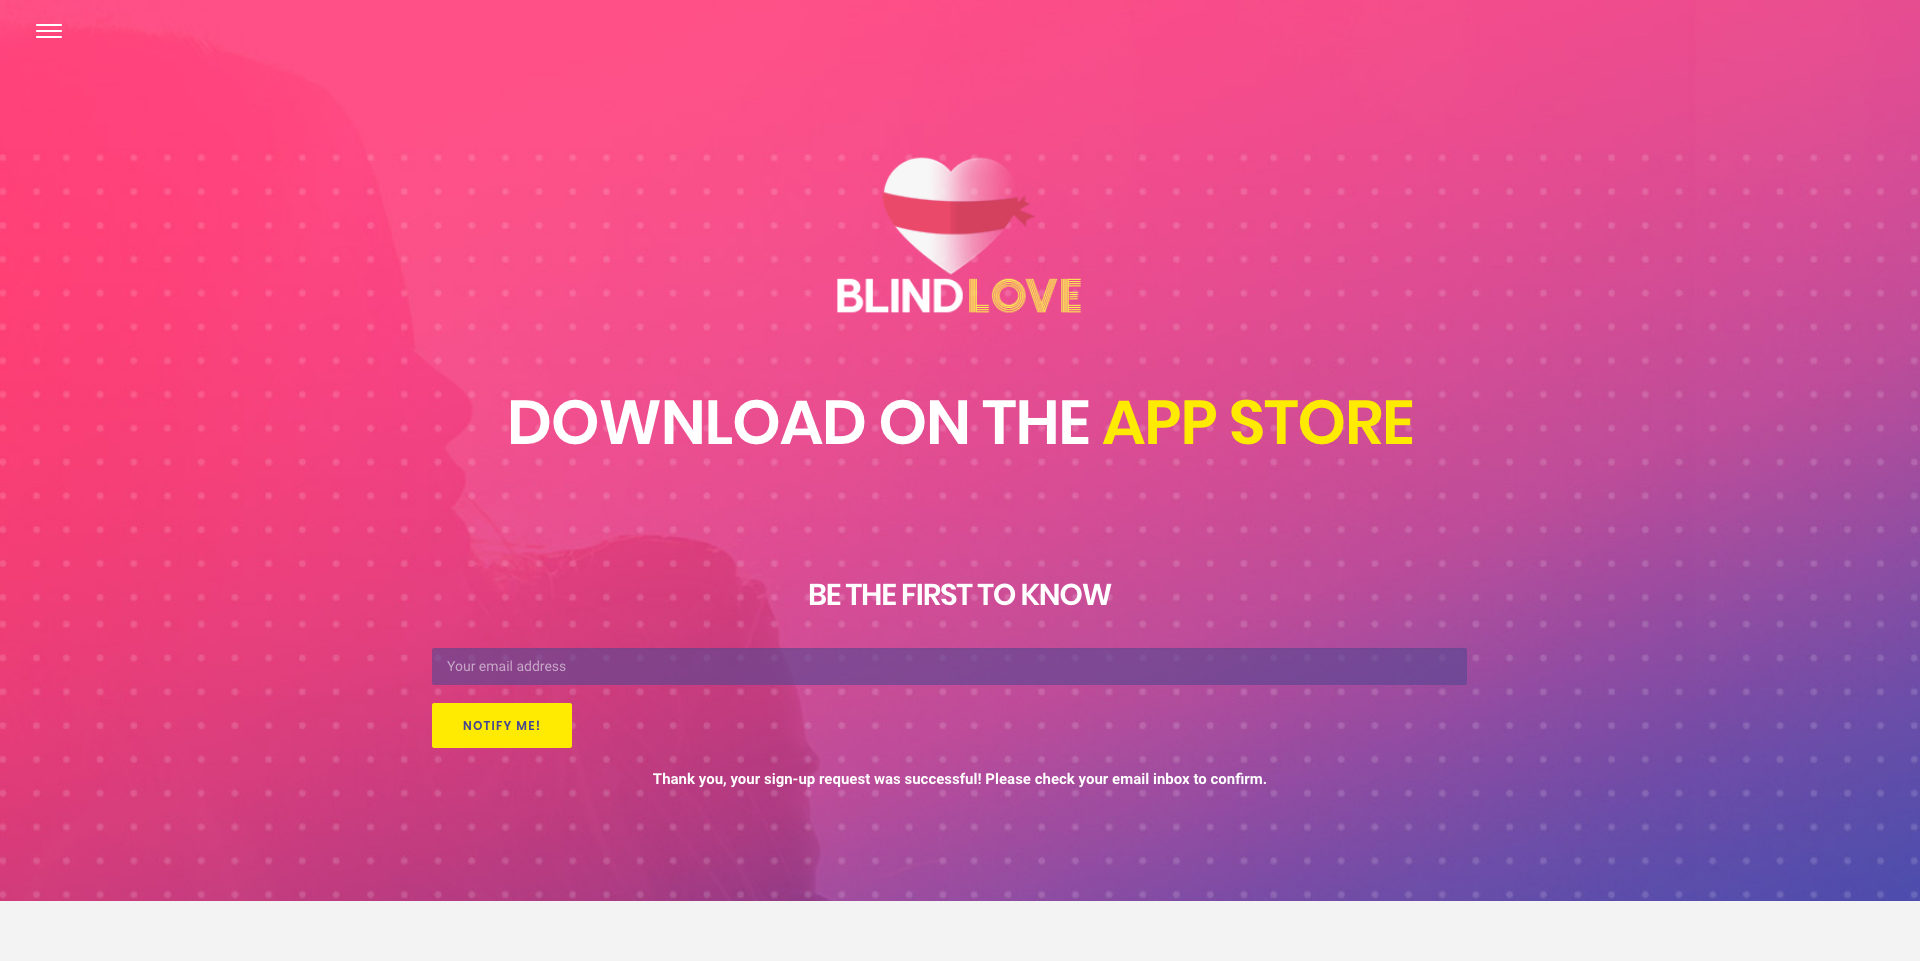 BLINDLOVE
DOWNLOAD ON THE APP STORE
BE THE FIRST TO KNOW
Your email address
NOTIFY ME!
Thank you, your sign-up request was successful! Please check your email inbox to confirm.